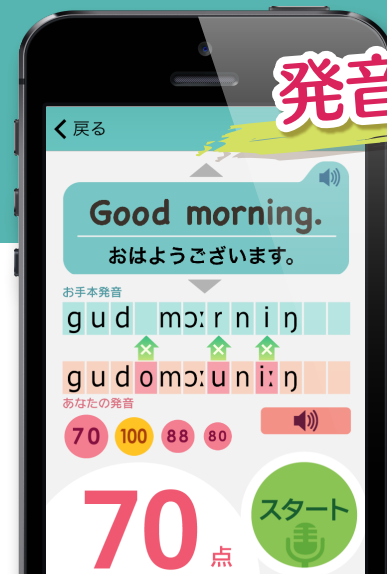 発音
戻る
Good morning.
おはようございます。
お手本発音
gud mɔːrniŋ
gudomɔːuniːŋ
あなたの発音
70 100 88 80
70点
スタート